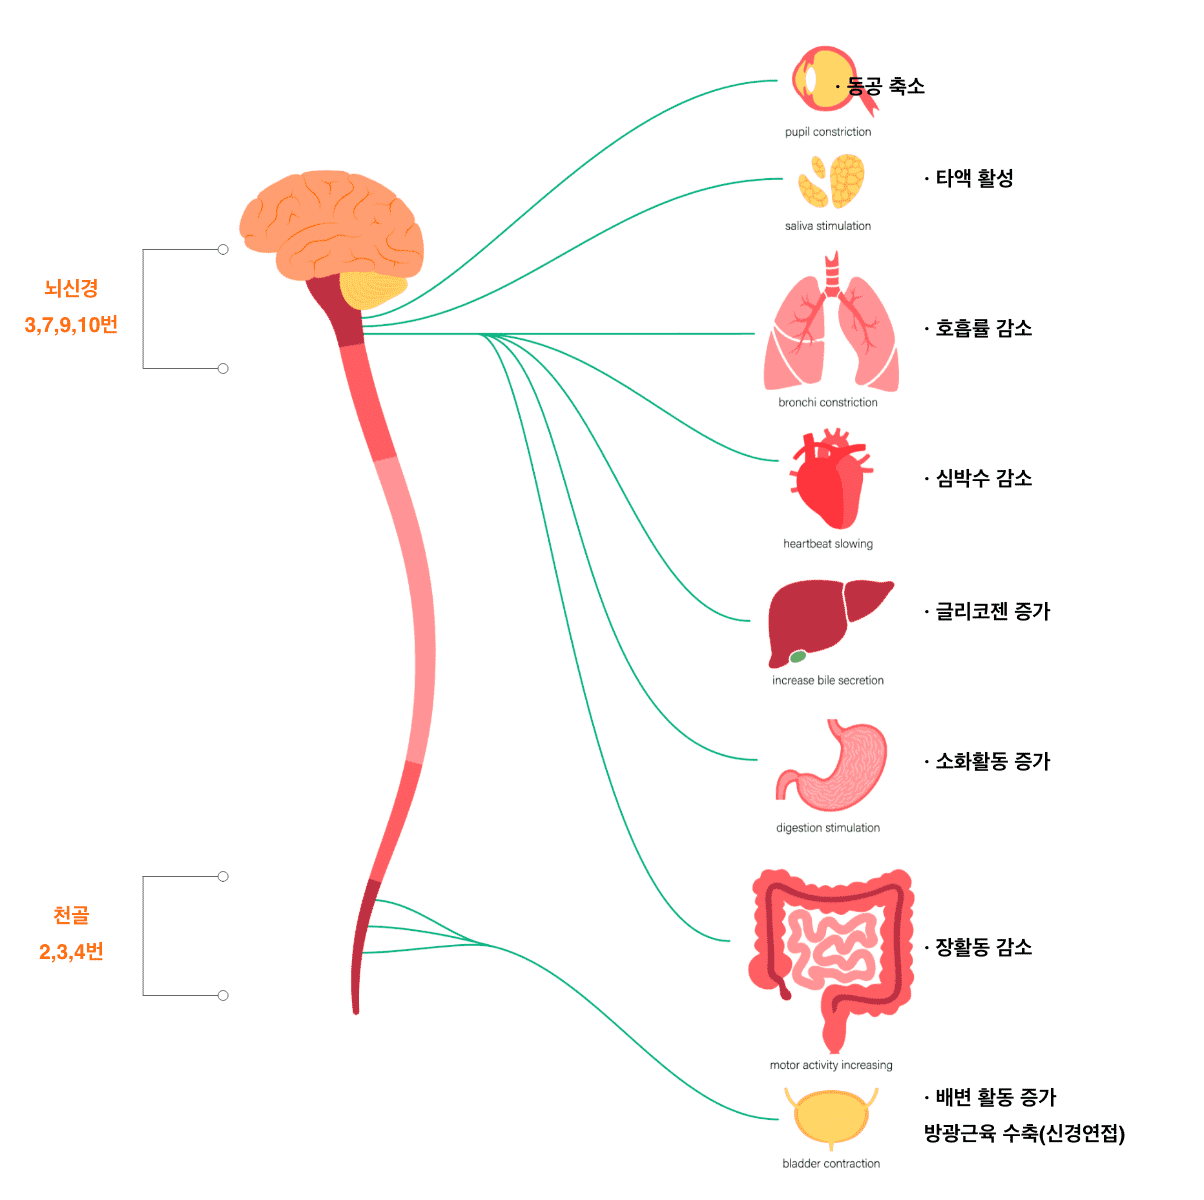 · 동공 축소
pupil constriction
· 타액 활성
saliva stimulation
뇌신경
3,7,9,10번
· 호흡률 감소
bronchi constriction
· 심박수 감소
heartbeat slowing
· 글리코젠 증가
increase bile secretion
· 소화활동 증가
digestion stimulation
천골
2,3,4번
· 장활동 감소
motor activity increasing
· 배변 활동 증가
방광근육 수축(신경연접)
bladder contraction